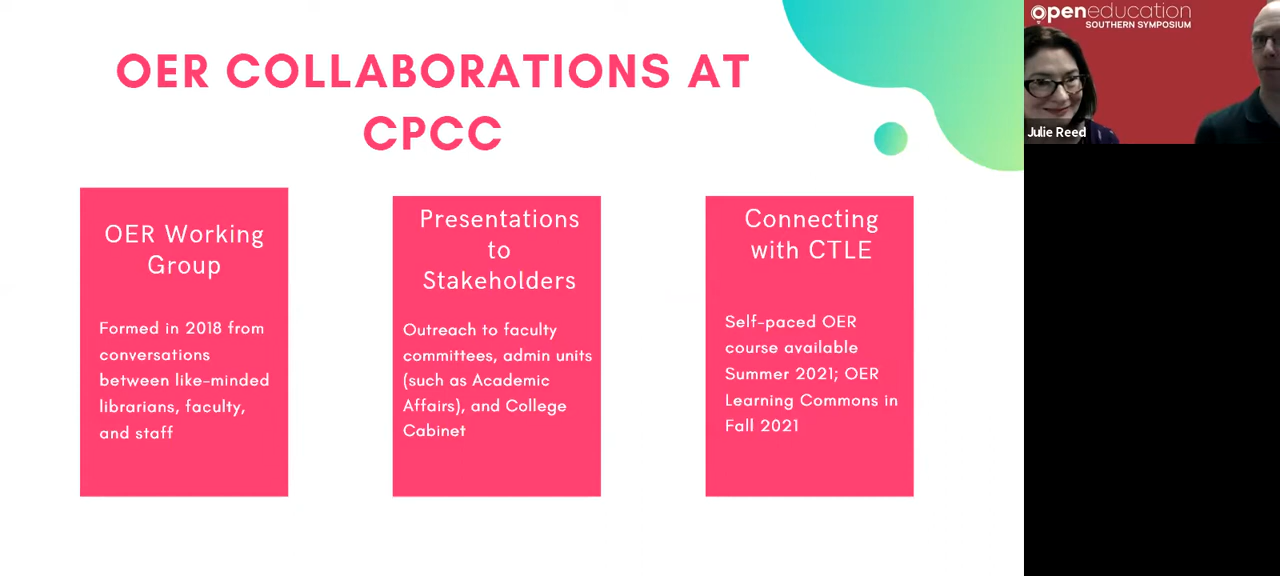 OER COLLABORATIONS AT
CPCC
OER Working
Group
Formed in 2018 from
conversations
between like-minded
librarians, faculty,
and staff
Presentations
to
Stakeholders
Outreach to faculty
committees, admin units
(such as Academic
Affairs), and College
Cabinet
Connecting
with CTLE
Self-paced OER
course available
Summer 2021; OER
Learning Commons in
Fall 2021
openeducation
SOUTHERN SYMPOSIUM
Julie Reed